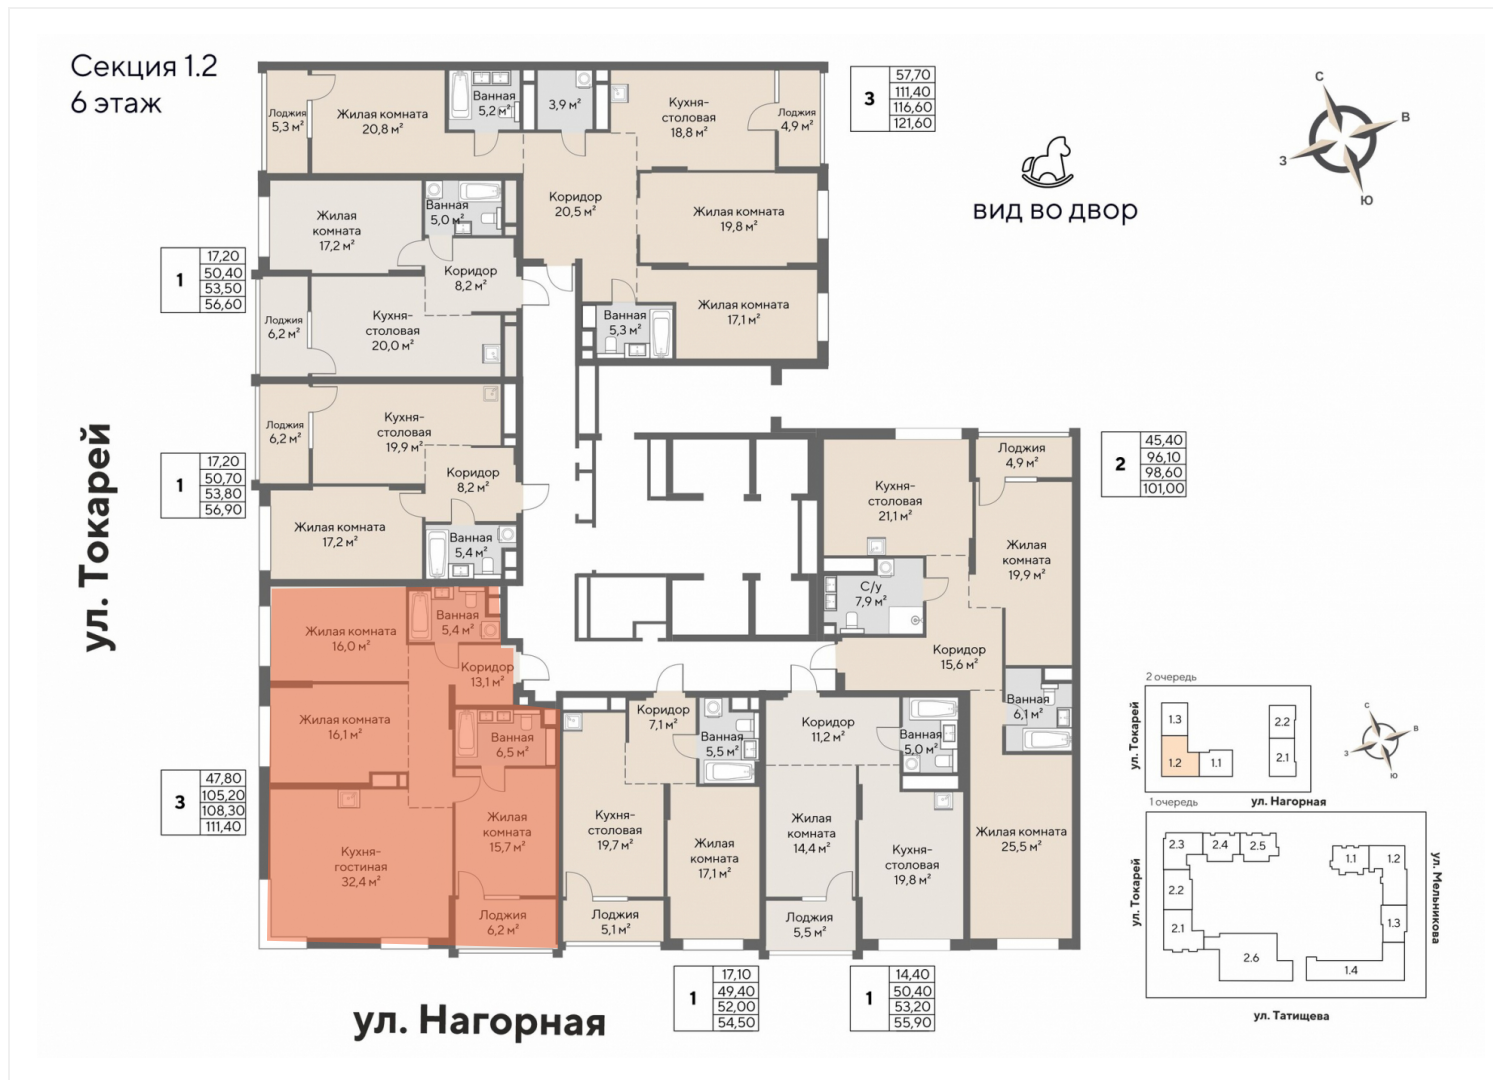 Секция 1.2
6 этаж
Лоджия
5,3 м²
Жилая комната
20,8 м²
Ванная
5,2 м²
3,9 м²
Кухня-
столовая
18,8 м²
Лоджия
4,9 м²
3
57,70
111,40
116,60
121,60
С
В
З
Ю
вид во двор
Коридор
20,5 м²
Жилая комната
19,8 м²
Жилая комната
17,1 м²
Ванная
5,3 м²
Жилая
комната
17,2 м²
Ванная
5,0 м²
Коридор
8,2 м²
1
17,20
50,40
53,50
56,60
Лоджия
6,2 м²
Кухня-
столовая
20,0 м²
Лоджия
6,2 м²
Кухня-
столовая
19,9 м²
Коридор
8,2 м²
1
17,20
50,70
53,80
56,90
Жилая комната
17,2 м²
Ванная
5,4 м²
ул. Токарей
Кухня-
столовая
21,1 м²
Лоджия
4,9 м²
2
45,40
96,10
98,60
101,00
Жилая
комната
19,9 м²
С/у
7,9 м²
Коридор
15,6 м²
Ванная
6,1 м²
Жилая комната
25,5 м²
Жилая комната
16,0 м²
Ванная
5,4 м²
Коридор
13,1 м²
Жилая комната
16,1 м²
Ванная
6,5 м²
3
47,80
105,20
108,30
111,40
Кухня-
гостиная
32,4 м²
Жилая
комната
15,7 м²
Лоджия
6,2 м²
Коридор
7,1 м²
Ванная
5,5 м²
Кухня-
столовая
19,7 м²
Жилая
комната
17,1 м²
Лоджия
5,1 м²
Коридор
11,2 м²
Ванная
5,0 м²
Жилая
комната
14,4 м²
Кухня-
столовая
19,8 м²
Лоджия
5,5 м²
1
17,10
49,40
52,00
54,50
1
14,40
50,40
53,20
55,90
ул. Нагорная
2 очередь
ул. Токарей
1.3
1.2
1.1
2.2
2.1
ул. Нагорная
С
В
З
Ю
1 очередь
ул. Токарей
2.3
2.4
2.5
2.2
2.1
2.6
1.1
1.2
1.3
1.4
ул. Мельникова
ул. Татищева